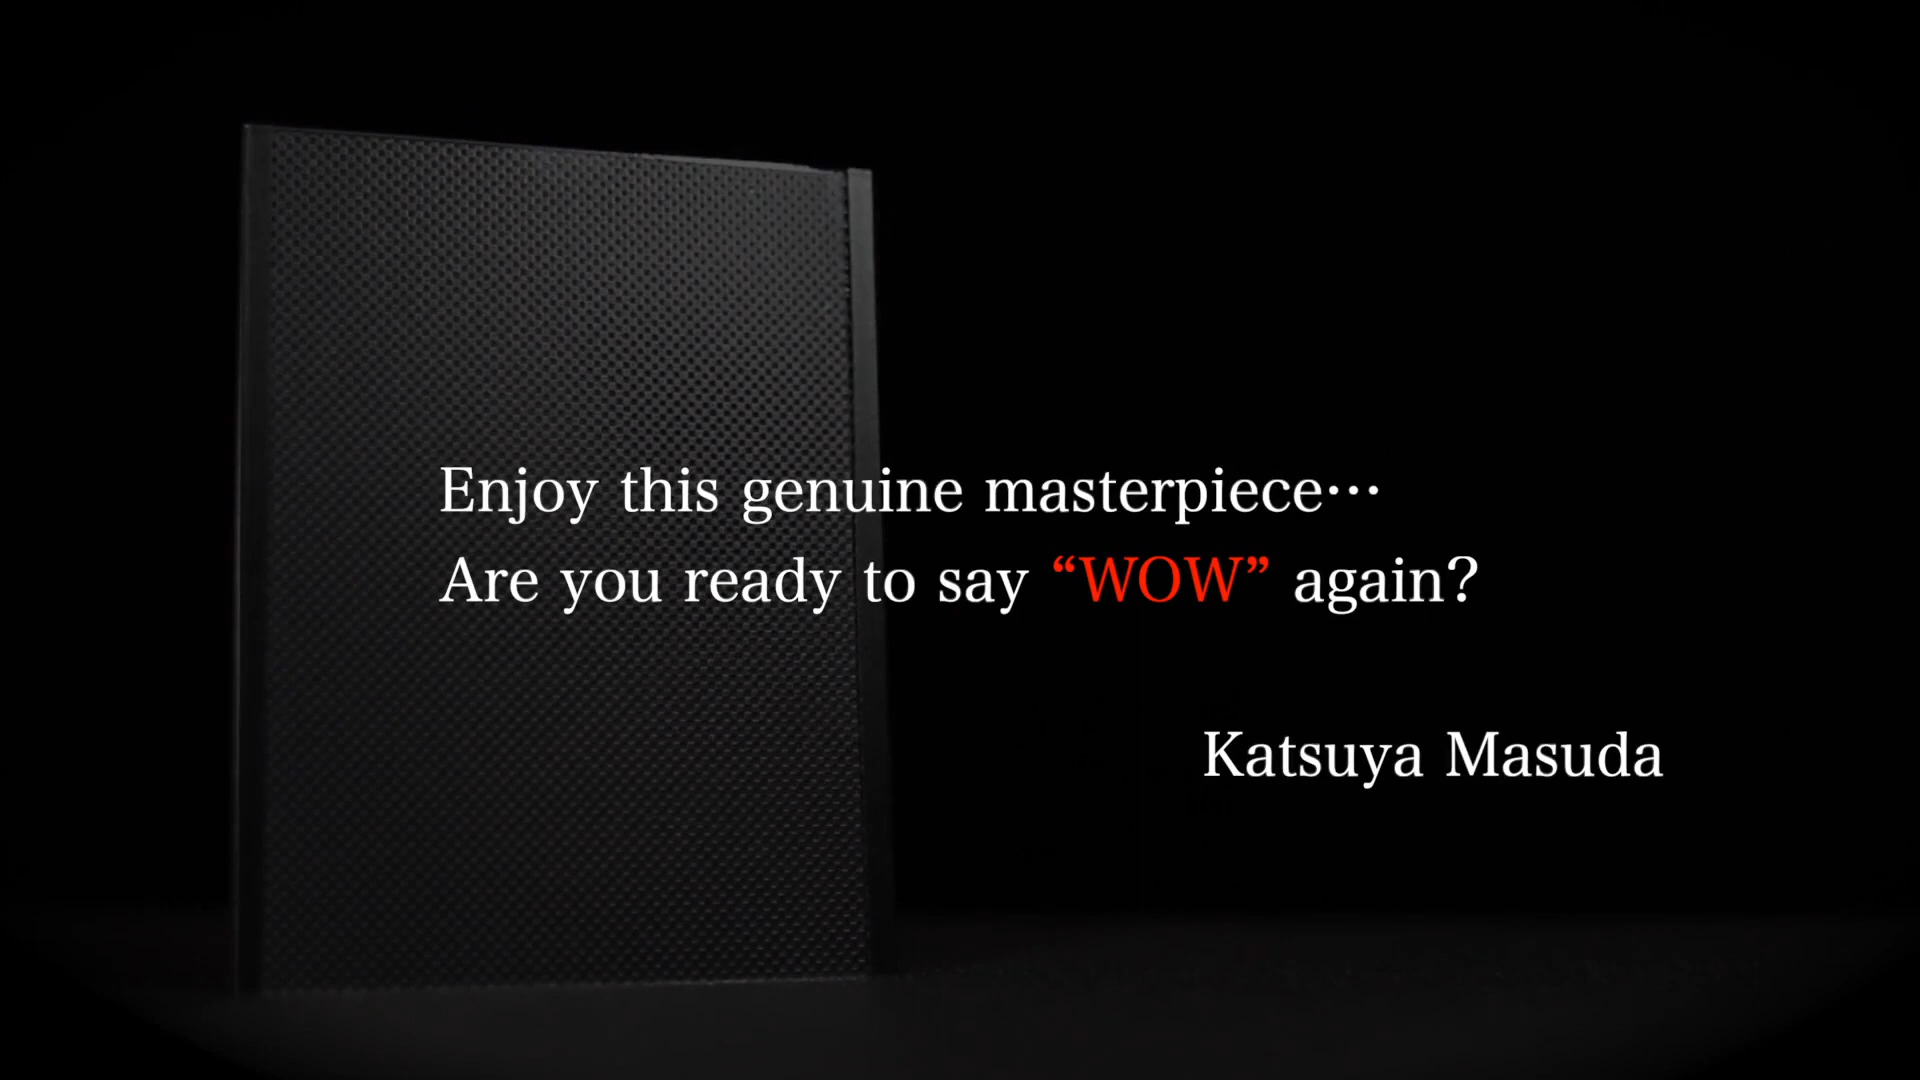 Enjoy this genuine masterpiece…
Are you ready to say “WOW” again?
Katsuya Masuda